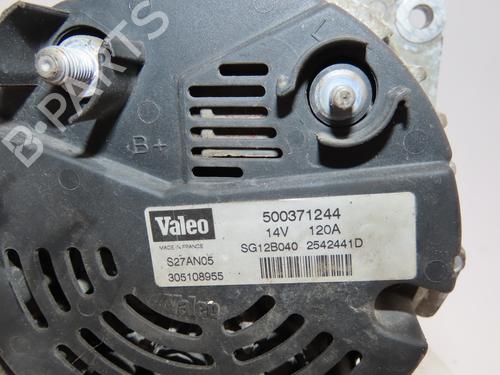 B-PARTS
L
B+
Valeo
MADE IN FRANCE
500371244
14V 120A
SG12B040 2542441D
S27AN05
305108955
Valeo